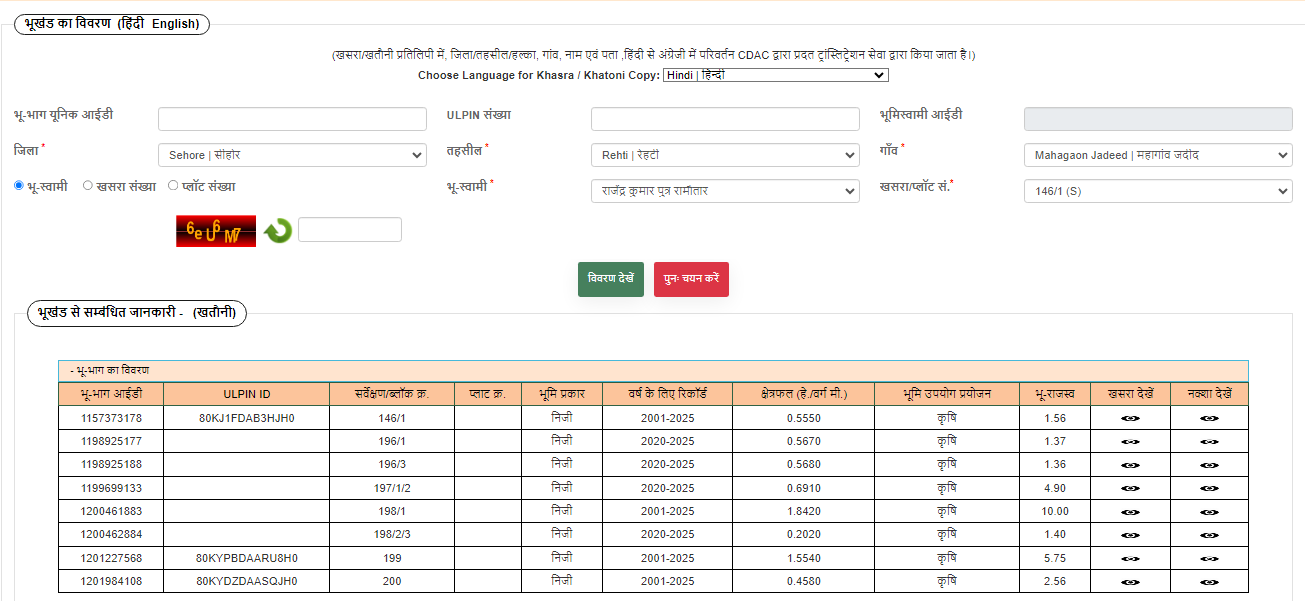 भूखंड का विवरण (हिंदी English)
(खसरा/खतौनी प्रतिलिपी में, जिला/तहसील/हल्का, गांव, नाम एवं पता ,हिंदी से अंग्रेजी में परिवर्तन CDAC द्वारा प्रदत ट्रांस्लिट्रेशन सेवा द्वारा किया जाता है।)
Choose Language for Khasra / Khatoni Copy: Hindi | हिन्दी
भू-भाग यूनिक आईडी ULPIN संख्या भूमिस्वामी आईडी
जिला * Sehore | सीहोर तहसील * Rehti | रेहटी गाँव * Mahagaon Jadeed | महागांव जदीद
भू-स्वामी खसरा संख्या प्लॉट संख्या भू-स्वामी * राजेंद्र कुमार पुत्र रामौतार खसरा/प्लॉट सं.* 146/1 (S)
6eU6M7
विवरण देखें पुनः चयन करें
भूखंड से सम्बंधित जानकारी - (खतौनी)
- भू-भाग का विवरण
भू-भाग आईडी ULPIN ID सर्वेक्षण/ब्लॉक क्र. प्लाट क्र. भूमि प्रकार वर्ष के लिए रिकॉर्ड क्षेत्रफल (हे./वर्ग मी.) भूमि उपयोग प्रयोजन भू-राजस्व खसरा देखें नक्शा देखें
1157373178 80KJ1FDAB3HJH0 146/1 निजी 2001-2025 0.5550 कृषि 1.56
1198925177 196/1 निजी 2020-2025 0.5670 कृषि 1.37
1198925188 196/3 निजी 2020-2025 0.5680 कृषि 1.36
1199699133 197/1/2 निजी 2020-2025 0.6910 कृषि 4.90
1200461883 198/1 निजी 2001-2025 1.8420 कृषि 10.00
1200462884 198/2/3 निजी 2020-2025 0.2020 कृषि 1.40
1201227568 80KYPBDAARU8H0 199 निजी 2001-2025 1.5540 कृषि 5.75
1201984108 80KYDZDAASQJH0 200 निजी 2001-2025 0.4580 कृषि 2.56